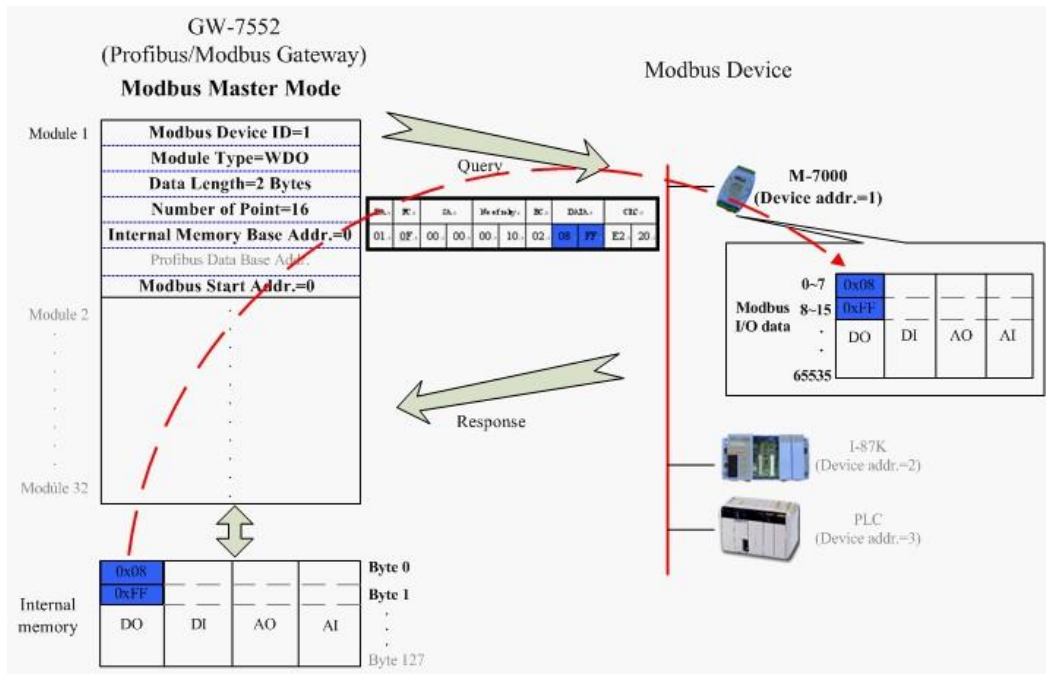 GW-7552
(Profibus/Modbus Gateway)
Modbus Master Mode
Modbus Device
Module 1
Modbus Device ID=1
Module Type=WDO
Data Length=2 Bytes
Number of Point=16
Internal Memory Base Addr.=0
Profibus Data Base Addr.
Modbus Start Addr.=0
Module 2
Module 32
Query
FC SA BC DATA CRC
01 0F 00 00 00 10 02 08 FF E2 20
Response
M-7000
(Device addr.=1)
0~7 0x08
8~15 0xFF
Modbus
I/O data
DO DI AO AI
65535
I-87K
(Device addr.=2)
PLC
(Device addr.=3)
Internal
memory
0x08 Byte 0
0xFF Byte 1
DO DI AO AI
Byte 127